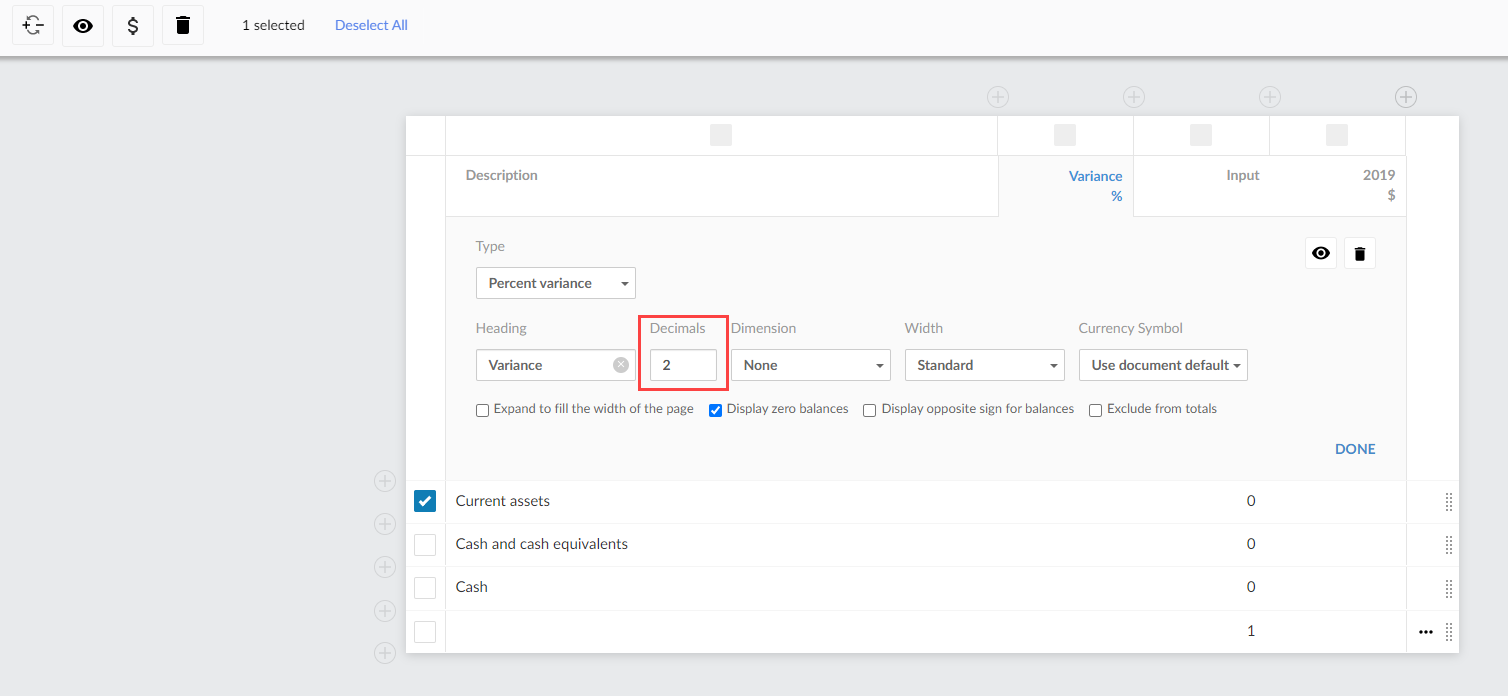 1 selected Deselect All
Description Variance Input 2019
% $
Type
Percent variance
Heading Decimals Dimension Width Currency Symbol
Variance 2 None Standard Use document default
Expand to fill the width of the page Display zero balances Display opposite sign for balances Exclude from totals
DONE
Current assets 0
Cash and cash equivalents 0
Cash 0
1